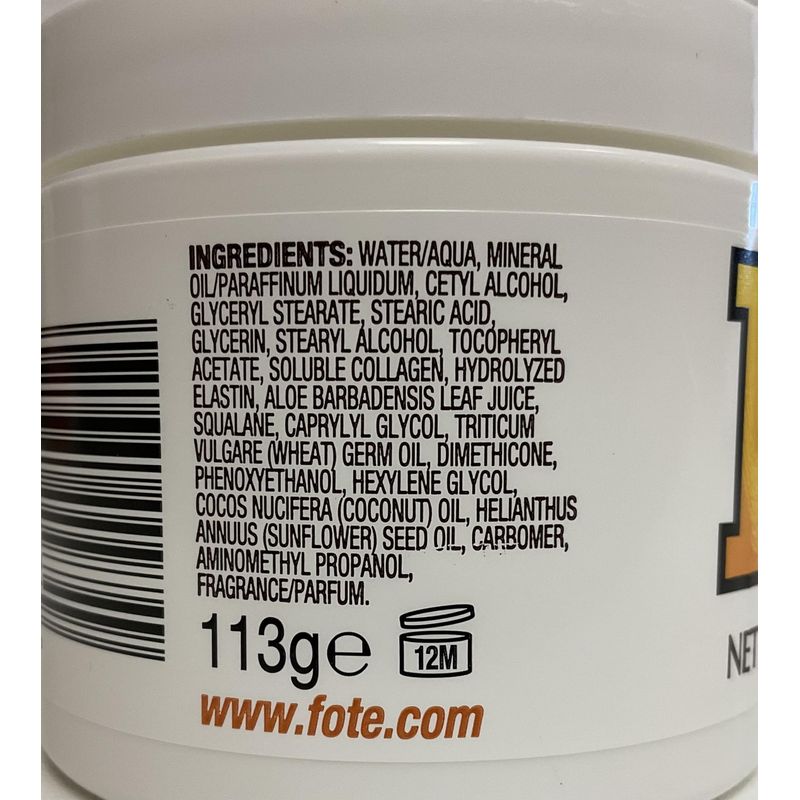 INGREDIENTS: WATER/AQUA, MINERAL
OIL/PARAFFINUM LIQUIDUM, CETYL ALCOHOL,
GLYCERYL STEARATE, STEARIC ACID,
GLYCERIN, STEARYL ALCOHOL, TOCOPHERYL
ACETATE, SOLUBLE COLLAGEN, HYDROLYZED
ELASTIN, ALOE BARBADENSIS LEAF JUICE,
SQUALANE, CAPRYLYL GLYCOL, TRITICUM
VULGARE (WHEAT) GERM OIL, DIMETHICONE,
PHENOXYETHANOL, HEXYLENE GLYCOL,
COCOS NUCIFERA (COCONUT) OIL, HELIANTHUS
ANNUUS (SUNFLOWER) SEED OIL, CARBOMER,
AMINOMETHYL PROPANOL,
FRAGRANCE/PARFUM.
113g℮ 12M
www.fote.com
NET